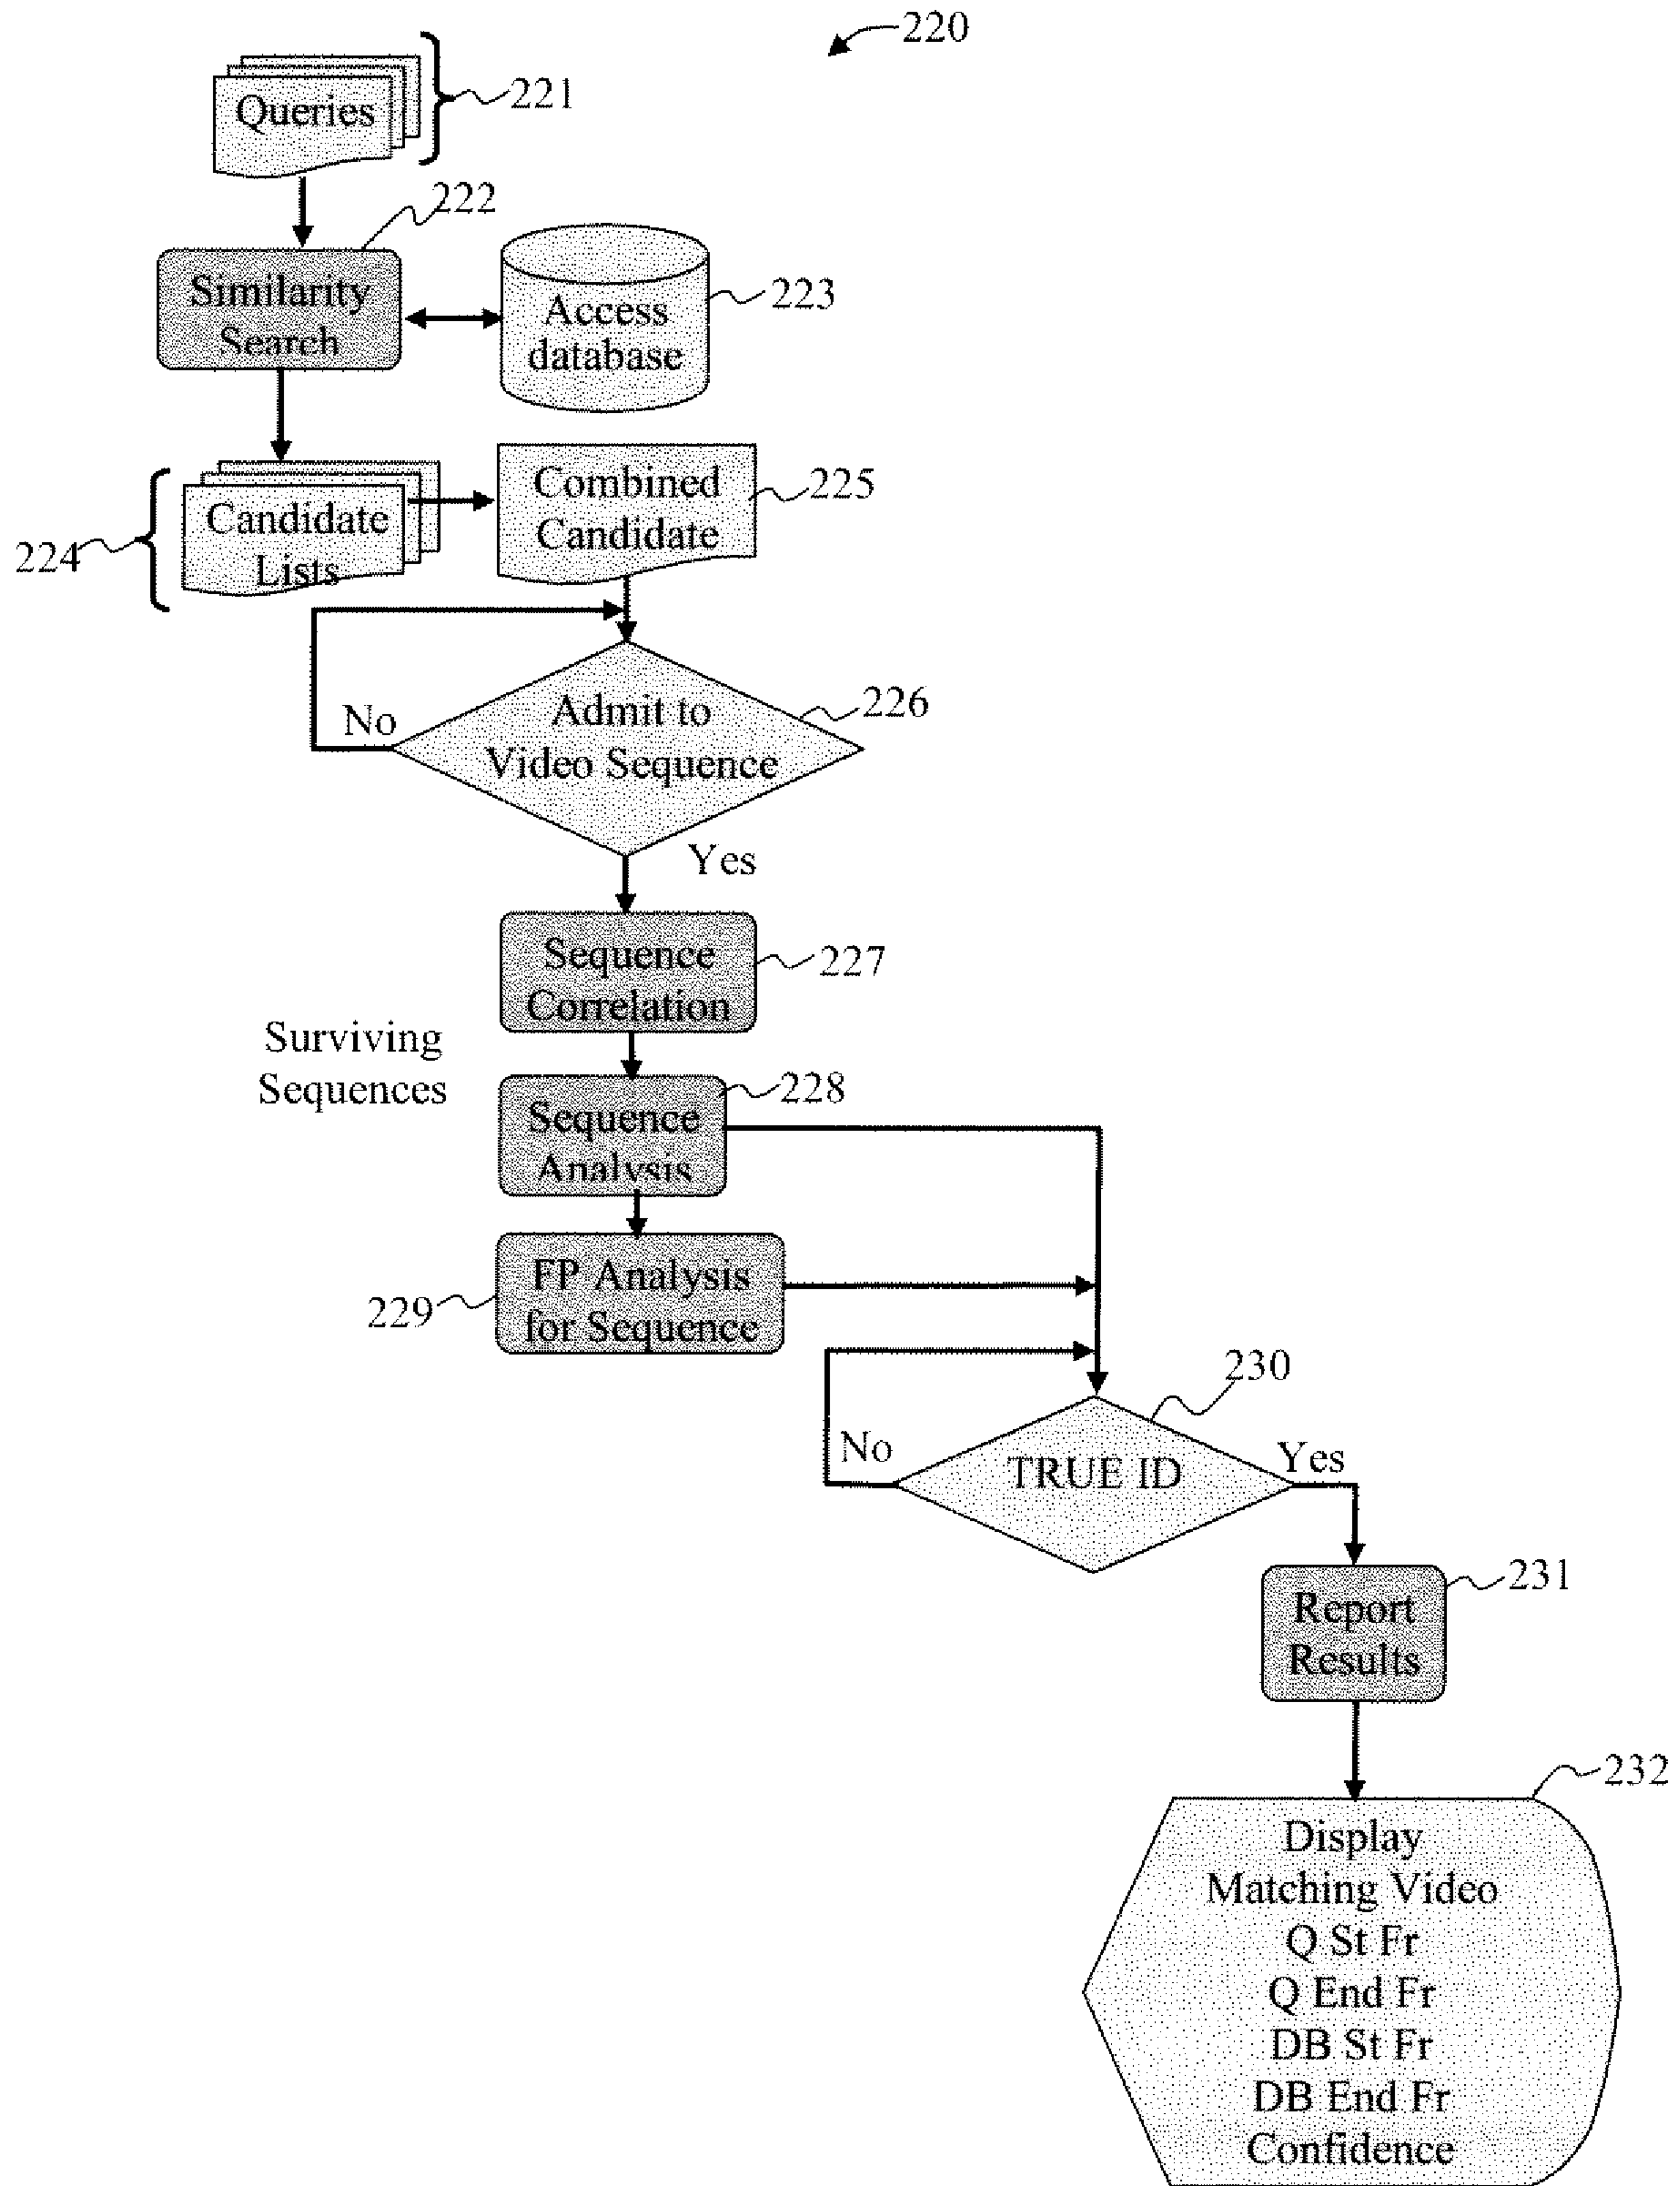 220
Queries
221
222
Similarity
Search
Access
database
223
Candidate
Lists
224
Combined
Candidate
225
Admit to
Video Sequence
226
No
Yes
Sequence
Correlation
227
Surviving
Sequences
Sequence
Analysis
228
FP Analysis
for Sequence
229
230
No
TRUE ID
Yes
Report
Results
231
232
Display
Matching Video
Q St Fr
Q End Fr
DB St Fr
DB End Fr
Confidence